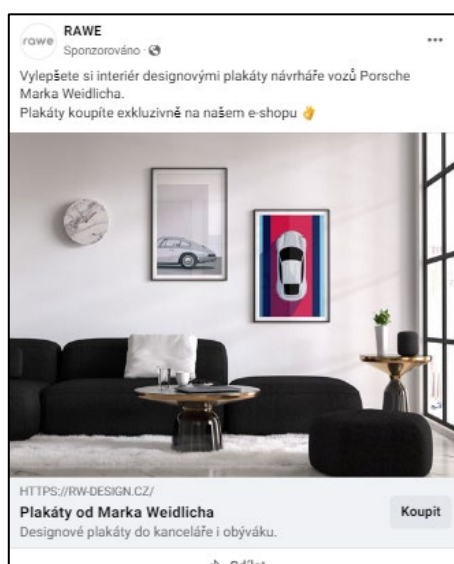 rawe
RAWE
Sponzorováno ·
Vylepšete si interiér designovými plakáty návrháře vozů Porsche
Marka Weidlicha.
Plakáty koupíte exkluzivně na našem e-shopu 👌
HTTPS://RW-DESIGN.CZ/
Plakáty od Marka Weidlicha
Koupit
Designové plakáty do kanceláře i obýváku.